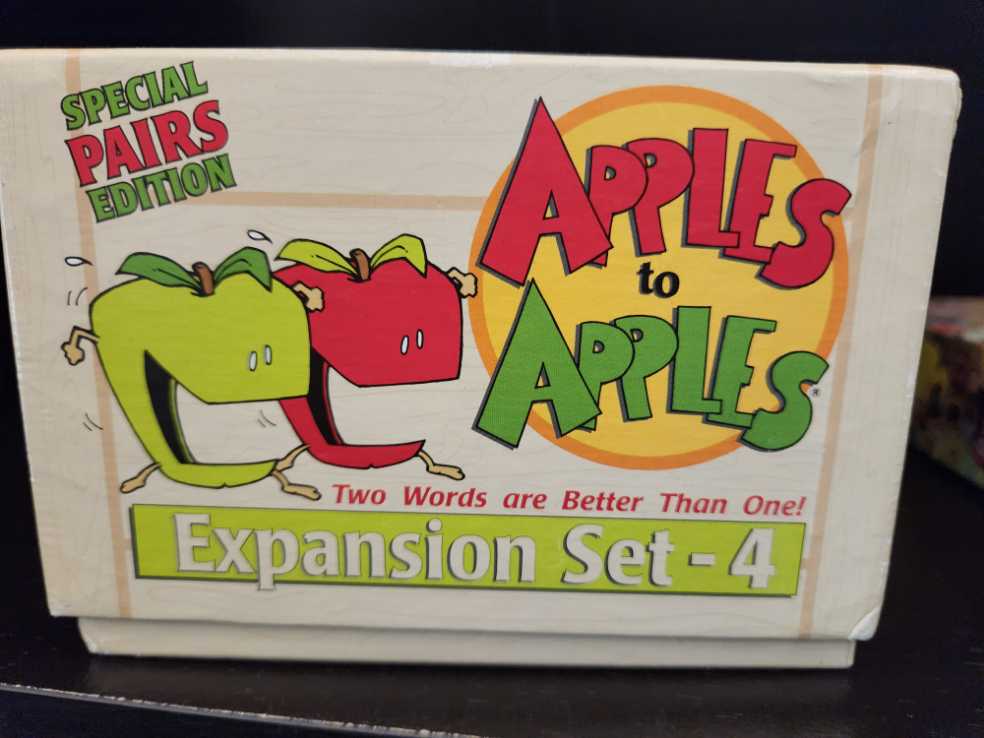 SPECIAL
PAIRS
EDITION
APPLES
to
APPLES®
Two Words are Better Than One!
Expansion Set - 4